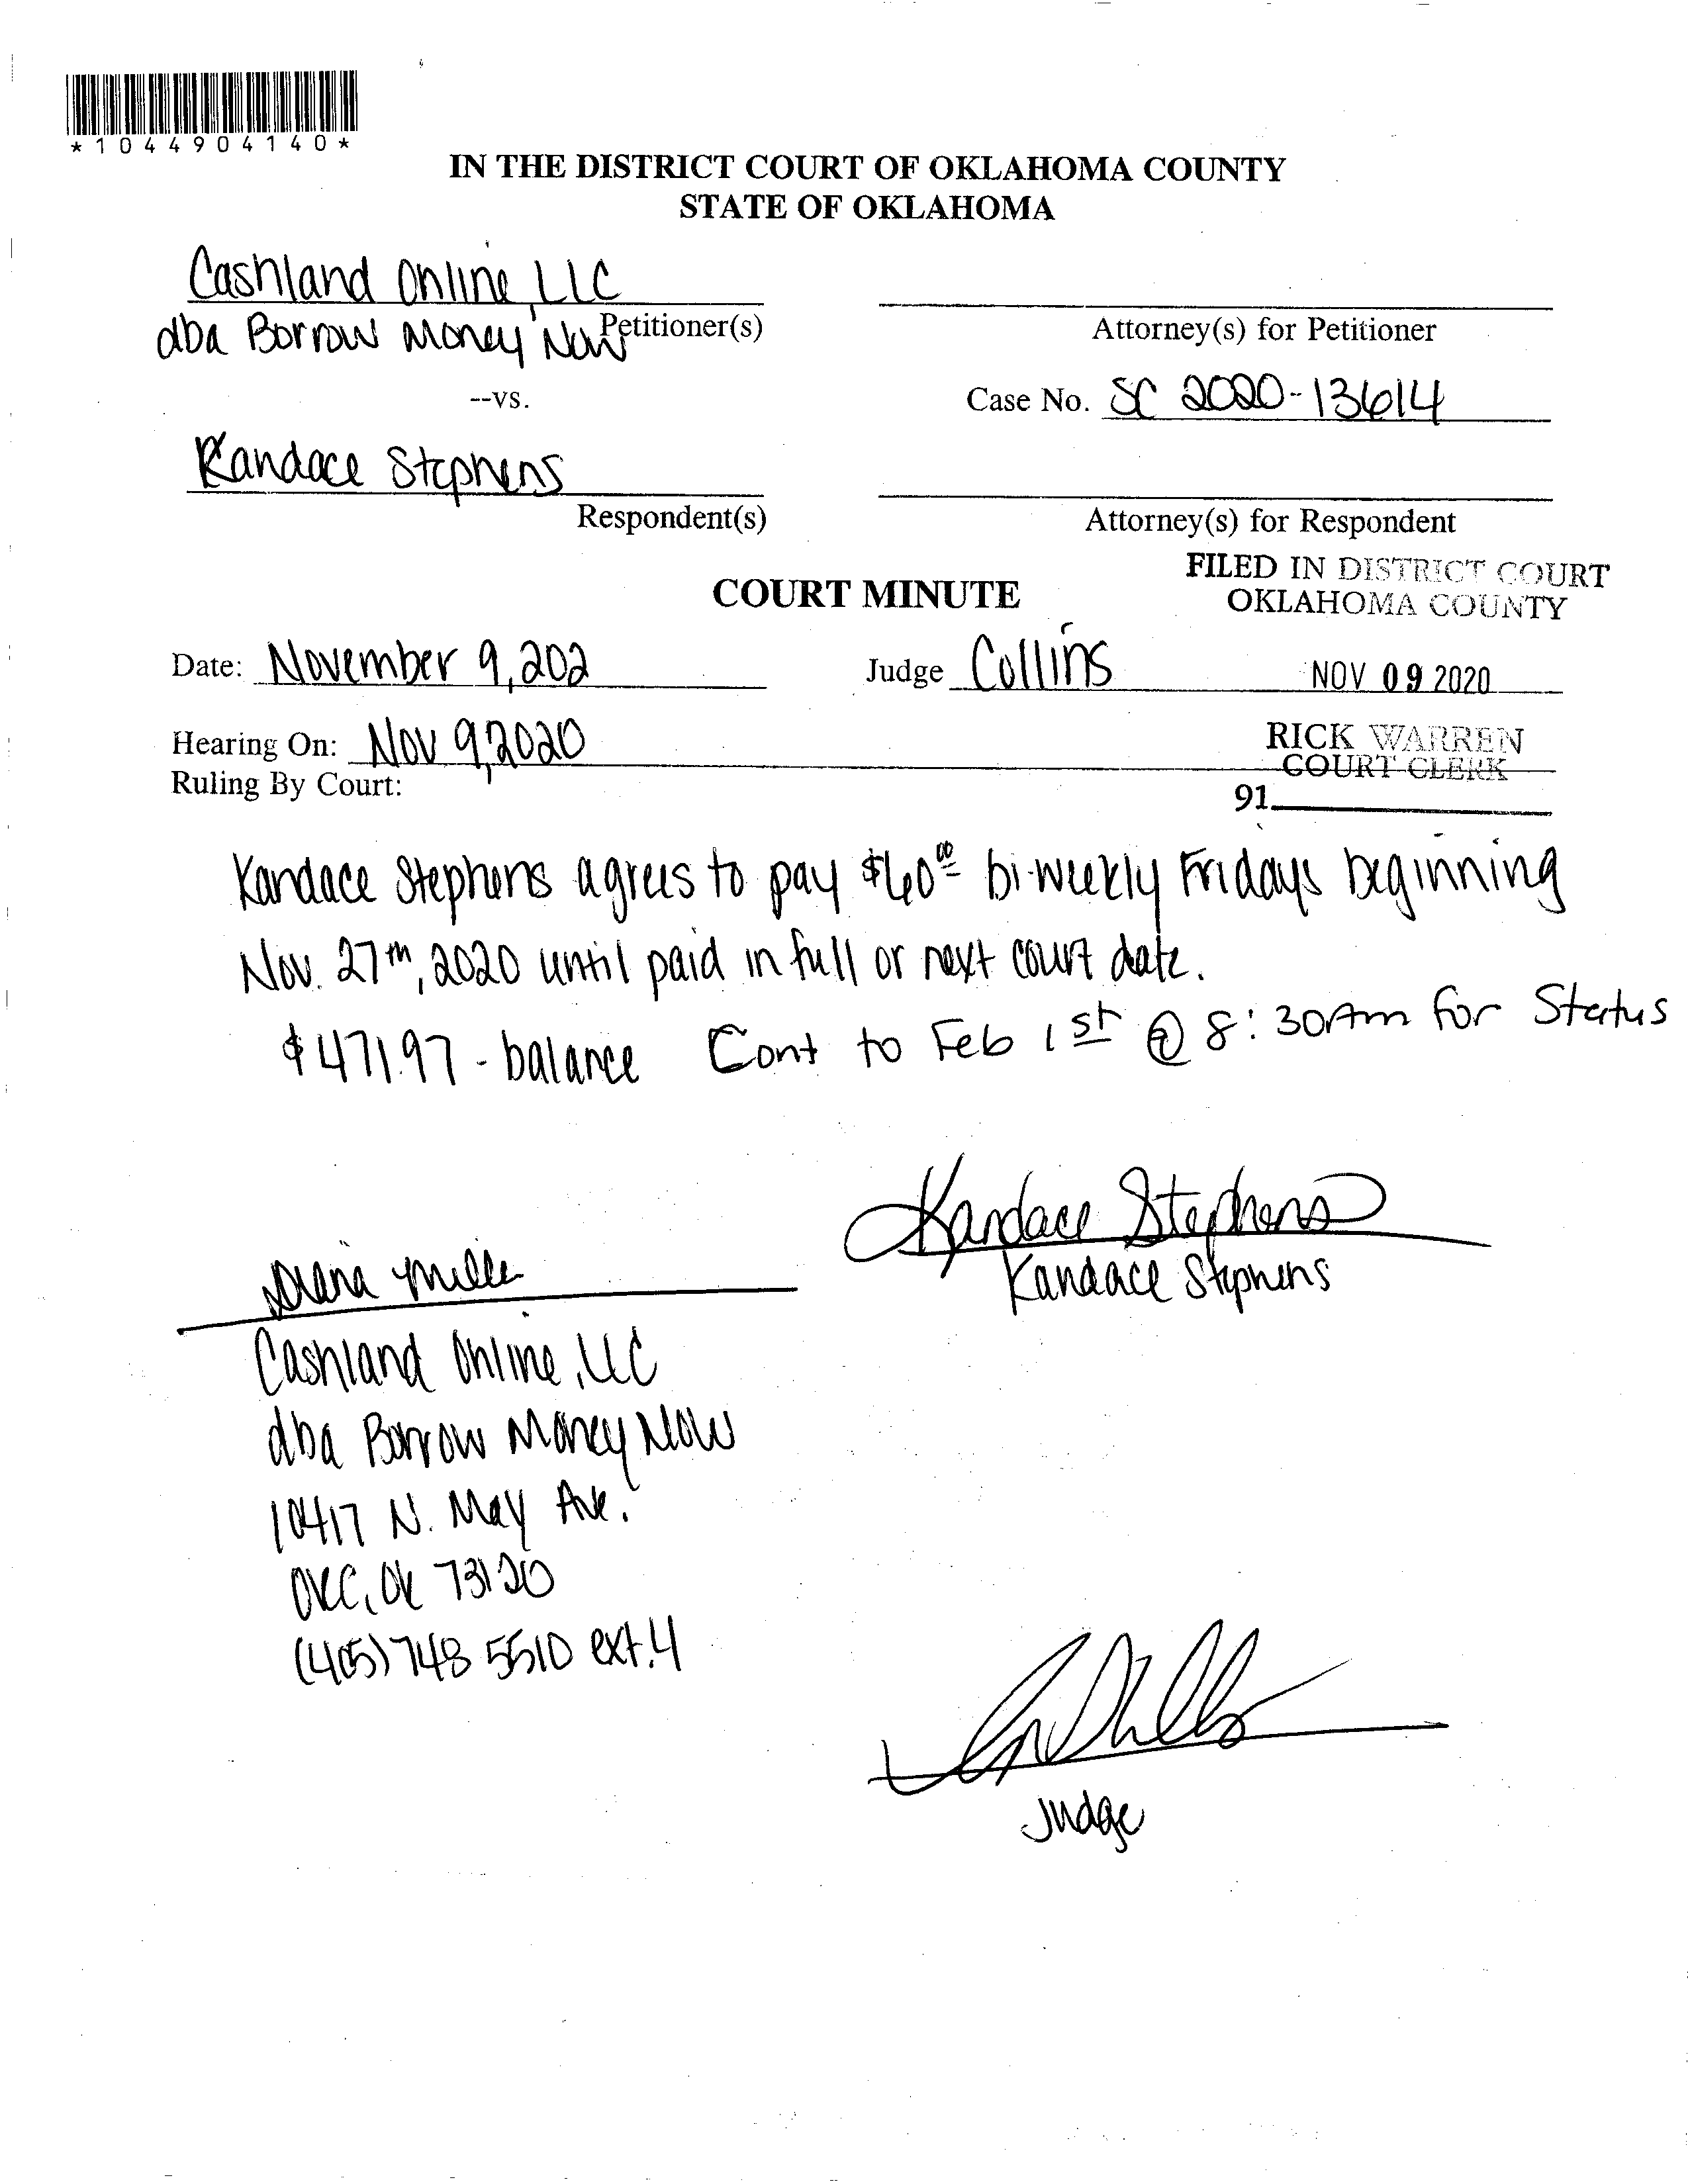 *1044904140*
IN THE DISTRICT COURT OF OKLAHOMA COUNTY
STATE OF OKLAHOMA
Cashland Online, LLC
dba Borrow Money Now Petitioner(s)
Attorney(s) for Petitioner
--vs.
Case No. SC 2020-13614
Kandace Stephens
Respondent(s)
Attorney(s) for Respondent
FILED IN DISTRICT COURT
OKLAHOMA COUNTY
COURT MINUTE
Date: November 9, 202
Judge Collins
NOV 09 2020
Hearing On: Nov 9, 2020
RICK WARREN
COURT CLERK
Ruling By Court:
91
Kandace Stephens agrees to pay $60.00 bi-weekly Fridays beginning
Nov. 27th, 2020 until paid in full or next court date.
$471.97 - balance Cont to Feb 1st @ 8:30Am for Status
Kandace Stephens
Kandace Stephens
Diana Mille
Cashland Online, LLC
dba Borrow Money Now
10417 N. May Ave.
OKC, OK 73120
(405) 748 5510 ext. 4
Judge